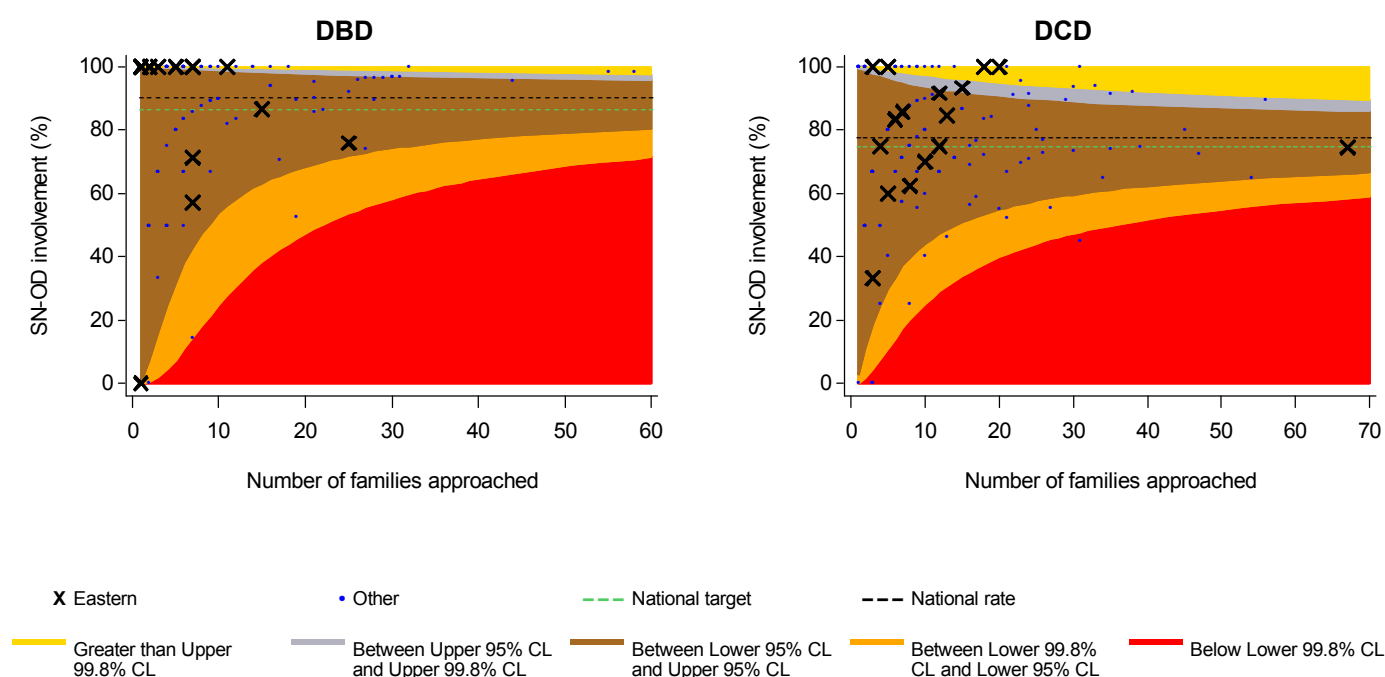 DBD
DCD
SN-OD involvement (%)
100
80
60
40
20
0
0 10 20 30 40 50 60
Number of families approached
SN-OD involvement (%)
100
80
60
40
20
0
0 10 20 30 40 50 60 70
Number of families approached
X Eastern
Other
National target
National rate
Greater than Upper
99.8% CL
Between Upper 95% CL
and Upper 99.8% CL
Between Lower 95% CL
and Upper 95% CL
Between Lower 99.8%
CL and Lower 95% CL
Below Lower 99.8% CL